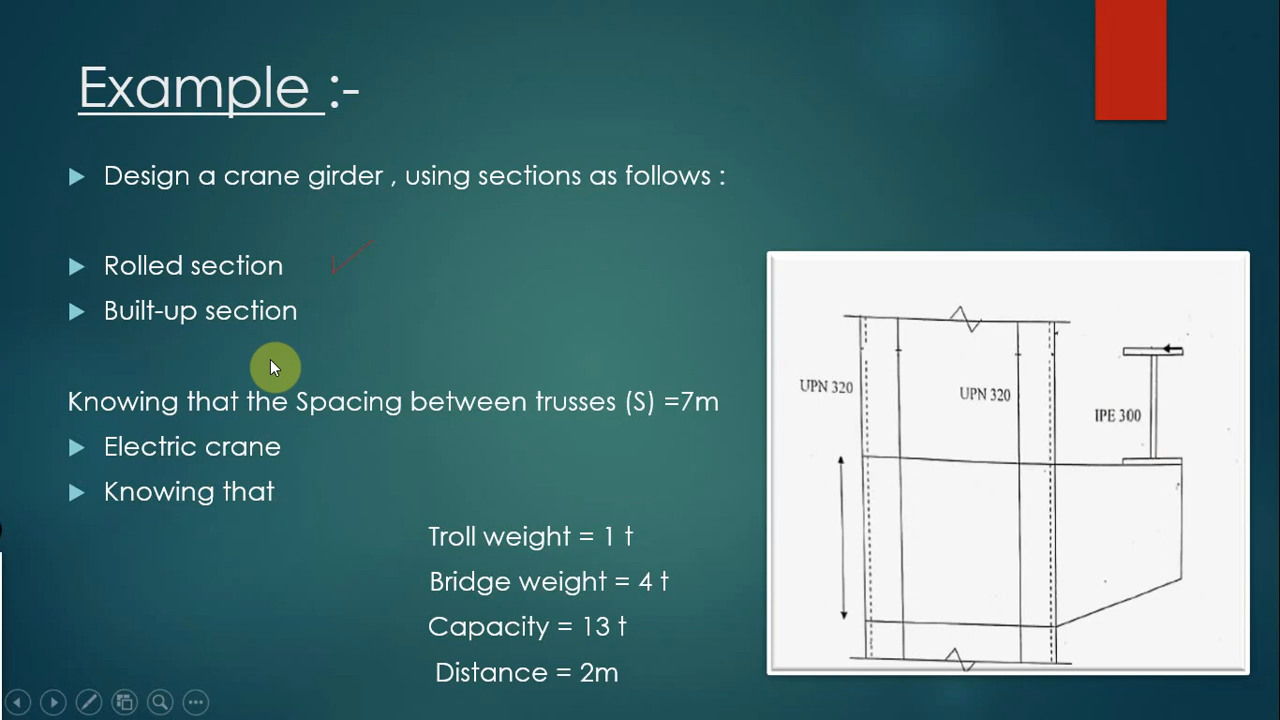 Example :-
Design a crane girder , using sections as follows :
Rolled section
Built-up section
Knowing that the Spacing between trusses (S) =7m
Electric crane
Knowing that
Troll weight = 1 t
Bridge weight = 4 t
Capacity = 13 t
Distance = 2m
UPN 320
UPN 320
IPE 300